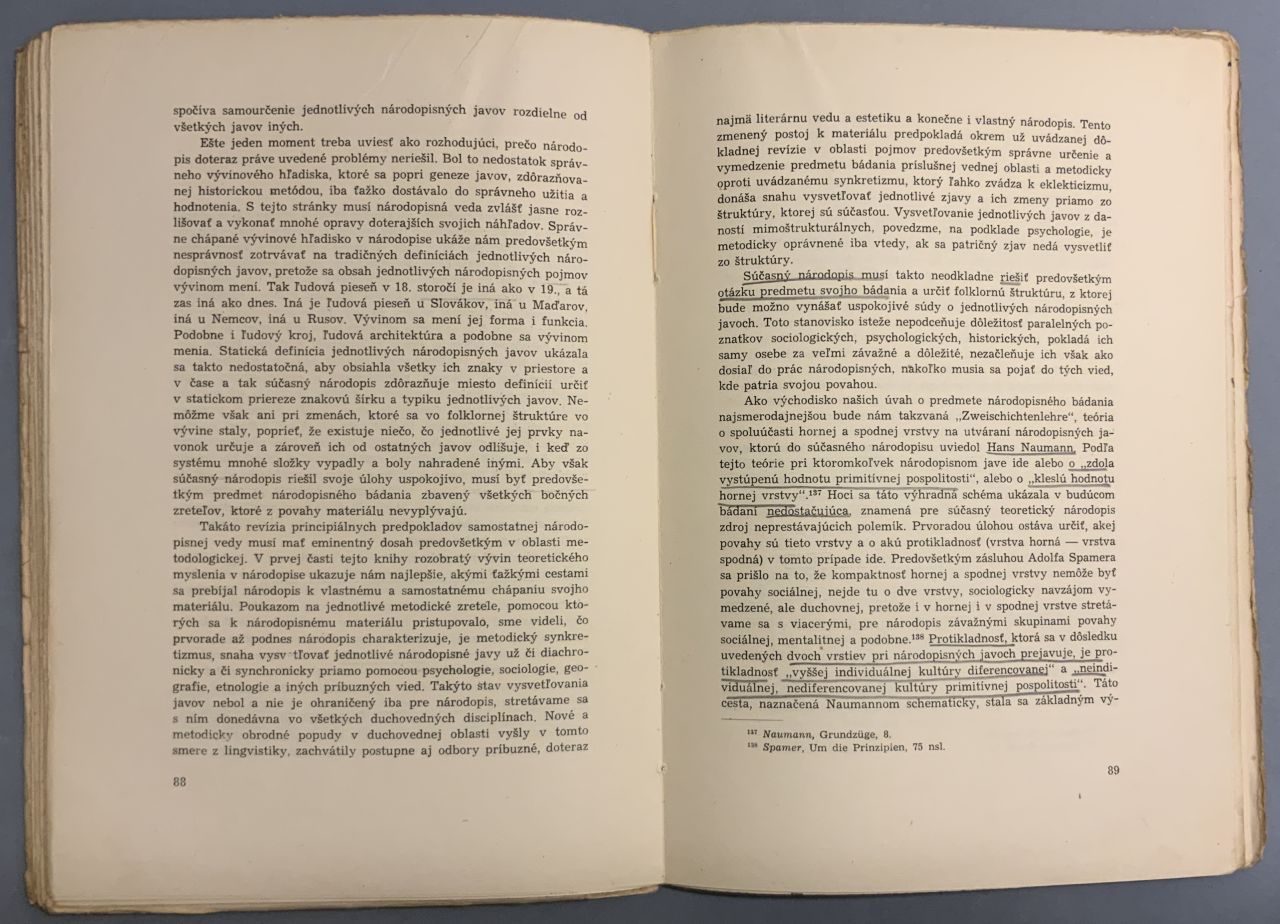 spočíva samourčenie jednotlivých národopisných javov rozdielne od
všetkých javov iných.
Ešte jeden moment treba uviesť ako rozhodujúci, prečo národo-
pis doteraz práve uvedené problémy neriešil. Bol to nedostatok správ-
neho vývinového hľadiska, ktoré sa popri geneze javov, zdôrazňova-
nej historickou metódou, iba ťažko dostávalo do správneho užitia a
hodnotenia. S tejto stránky musí národopisná veda zvlášť jasne roz-
lišovať a vykonať mnohé opravy doterajších svojich náhľadov. Správ-
ne chápané vývinové hľadisko v národopise ukáže nám predovšetkým
nesprávnosť zotrvávať na tradičných definíciách jednotlivých náro-
dopisných javov, pretože sa obsah jednotlivých národopisných pojmov
vývinom mení. Tak ľudová pieseň v 18. storočí je iná ako v 19., a tá
zas iná ako dnes. Iná je ľudová pieseň u Slovákov, iná u Maďarov,
iná u Nemcov, iná u Rusov. Vývinom sa mení jej forma i funkcia.
Podobne i ľudový kroj, ľudová architektúra a podobne sa vývinom
menia. Statická definícia jednotlivých národopisných javov ukázala
sa takto nedostatočná, aby obsiahla všetky ich znaky v priestore a
v čase a tak súčasný národopis zdôrazňuje miesto definícií určiť
v statickom priereze znakovú šírku a typiku jednotlivých javov. Ne-
môžme však ani pri zmenách, ktoré sa vo folklornej štruktúre vo
vývine staly, poprieť, že existuje niečo, čo jednotlivé jej prvky na-
vonok určuje a zároveň ich od ostatných javov odlišuje, i keď zo
systému mnohé složky vypadly a boly nahradené inými. Aby však
súčasný národopis riešil svoje úlohy uspokojivo, musí byť predovše-
tkým predmet národopisného bádania zbavený všetkých bočných
zreteľov, ktoré z povahy materiálu nevyplývajú.
Takáto revízia principiálnych predpokladov samostatnej národo-
pisnej vedy musí mať eminentný dosah predovšetkým v oblasti me-
todologickej. V prvej časti tejto knihy rozobratý vývin teoretického
myslenia v národopise ukazuje nám najlepšie, akými ťažkými cestami
sa prebíjal národopis k vlastnému a samostatnému chápaniu svojho
materiálu. Poukazom na jednotlivé metodické zretele, pomocou kto-
rých sa k národopisnému materiálu pristupovalo, sme videli, čo
prvorade až podnes národopis charakterizuje, je metodický synkre-
tizmus, snaha vysv tľovať jednotlivé národopisné javy už či diachro-
nicky a či synchronicky priamo pomocou psychologie, sociologie, geo-
grafie, etnologie a iných príbuzných vied. Takýto stav vysvetľovania
javov nebol a nie je ohraničený iba pre národopis, stretávame sa
s ním donedávna vo všetkých duchovedných disciplínach. Nové a
metodicky obrodné popudy v duchovednej oblasti vyšly v tomto
smere z lingvistiky, zachvátily postupne aj odbory príbuzné, doteraz
88
najmä literárnu vedu a estetiku a konečne i vlastný národopis. Tento
zmenený postoj k materiálu predpokladá okrem už uvádzanej dô-
kladnej revízie v oblasti pojmov predovšetkým správne určenie a
vymedzenie predmetu bádania príslušnej vednej oblasti a metodicky
oproti uvádzanému synkretizmu, ktorý ľahko zvádza k eklekticizmu,
donáša snahu vysvetľovať jednotlivé zjavy a ich zmeny priamo zo
štruktúry, ktorej sú súčasťou. Vysvetľovanie jednotlivých javov z da-
ností mimoštrukturálnych, povedzme, na podklade psychologie, je
metodicky oprávnené iba vtedy, ak sa patričný zjav nedá vysvetliť
zo štruktúry.
Súčasný národopis musí takto neodkladne riešiť predovšetkým
otázku predmetu svojho bádania a určiť folklornú štruktúru, z ktorej
bude možno vynášať uspokojivé súdy o jednotlivých národopisných
javoch. Toto stanovisko isteže nepodceňuje dôležitosť paralelných po-
znatkov sociologických, psychologických, historických, pokladá ich
samy osebe za veľmi závažné a dôležité, nezačleňuje ich však ako
dosiaľ do prác národopisných, nakoľko musia sa pojať do tých vied,
kde patria svojou povahou.
Ako východisko našich úvah o predmete národopisného bádania
najsmerodajnejšou bude nám takzvaná „Zweischichtenlehre“, teória
o spoluúčasti hornej a spodnej vrstvy na utváraní národopisných ja-
vov, ktorú do súčasného národopisu uviedol Hans Naumann. Podľa
tejto teórie pri ktoromkoľvek národopisnom jave ide alebo o „zdola
vystúpenú hodnotu primitívnej pospolitosti“, alebo o „kleslú hodnotu
hornej vrstvy“.¹³⁷ Hoci sa táto výhradná schéma ukázala v budúcom
bádaní nedostačujúca, znamená pre súčasný teoretický národopis
zdroj neprestávajúcich polemík. Prvoradou úlohou ostáva určiť, akej
povahy sú tieto vrstvy a o akú protikladnosť (vrstva horná — vrstva
spodná) v tomto prípade ide. Predovšetkým zásluhou Adolfa Spamera
sa prišlo na to, že kompaktnosť hornej a spodnej vrstvy nemôže byť
povahy sociálnej, nejde tu o dve vrstvy, sociologicky navzájom vy-
medzené, ale duchovnej, pretože i v hornej i v spodnej vrstve stretá-
vame sa s viacerými, pre národopis závažnými skupinami povahy
sociálnej, mentalitnej a podobne.¹³⁸ Protikladnosť, ktorá sa v dôsledku
uvedených dvoch vrstiev pri národopisných javoch prejavuje, je pro-
tikladnosť „vyššej individuálnej kultúry diferencovanej“ a „neindi-
viduálnej, nediferencovanej kultúry primitívnej pospolitosti“. Táto
cesta, naznačená Naumannom schematicky, stala sa základným vý-
¹³⁷ Naumann, Grundzüge, 8.
¹³⁸ Spamer, Um die Prinzipien, 75 nsl.
89